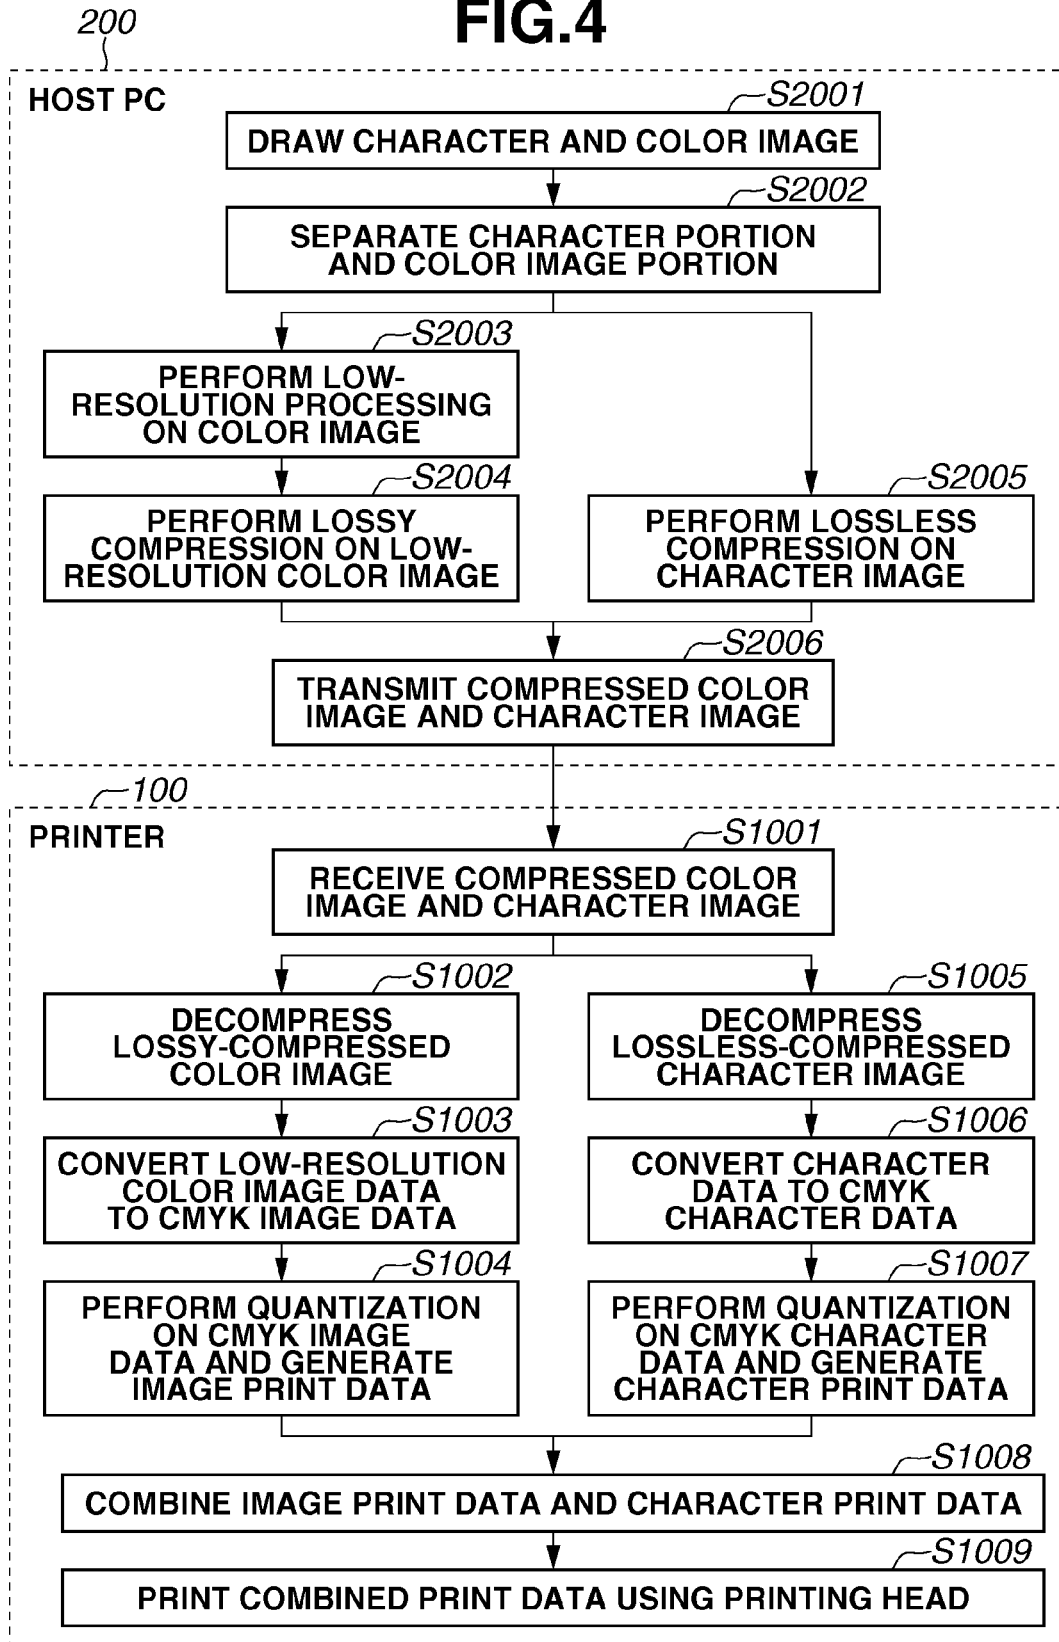 FIG.4
200
HOST PC
S2001
DRAW CHARACTER AND COLOR IMAGE
S2002
SEPARATE CHARACTER PORTION
AND COLOR IMAGE PORTION
S2003
PERFORM LOW-
RESOLUTION PROCESSING
ON COLOR IMAGE
S2004
PERFORM LOSSY
COMPRESSION ON LOW-
RESOLUTION COLOR IMAGE
S2005
PERFORM LOSSLESS
COMPRESSION ON
CHARACTER IMAGE
S2006
TRANSMIT COMPRESSED COLOR
IMAGE AND CHARACTER IMAGE
100
PRINTER
S1001
RECEIVE COMPRESSED COLOR
IMAGE AND CHARACTER IMAGE
S1002
DECOMPRESS
LOSSY-COMPRESSED
COLOR IMAGE
S1005
DECOMPRESS
LOSSLESS-COMPRESSED
CHARACTER IMAGE
S1003
CONVERT LOW-RESOLUTION
COLOR IMAGE DATA
TO CMYK IMAGE DATA
S1006
CONVERT CHARACTER
DATA TO CMYK
CHARACTER DATA
S1004
PERFORM QUANTIZATION
ON CMYK IMAGE
DATA AND GENERATE
IMAGE PRINT DATA
S1007
PERFORM QUANTIZATION
ON CMYK CHARACTER
DATA AND GENERATE
CHARACTER PRINT DATA
S1008
COMBINE IMAGE PRINT DATA AND CHARACTER PRINT DATA
S1009
PRINT COMBINED PRINT DATA USING PRINTING HEAD